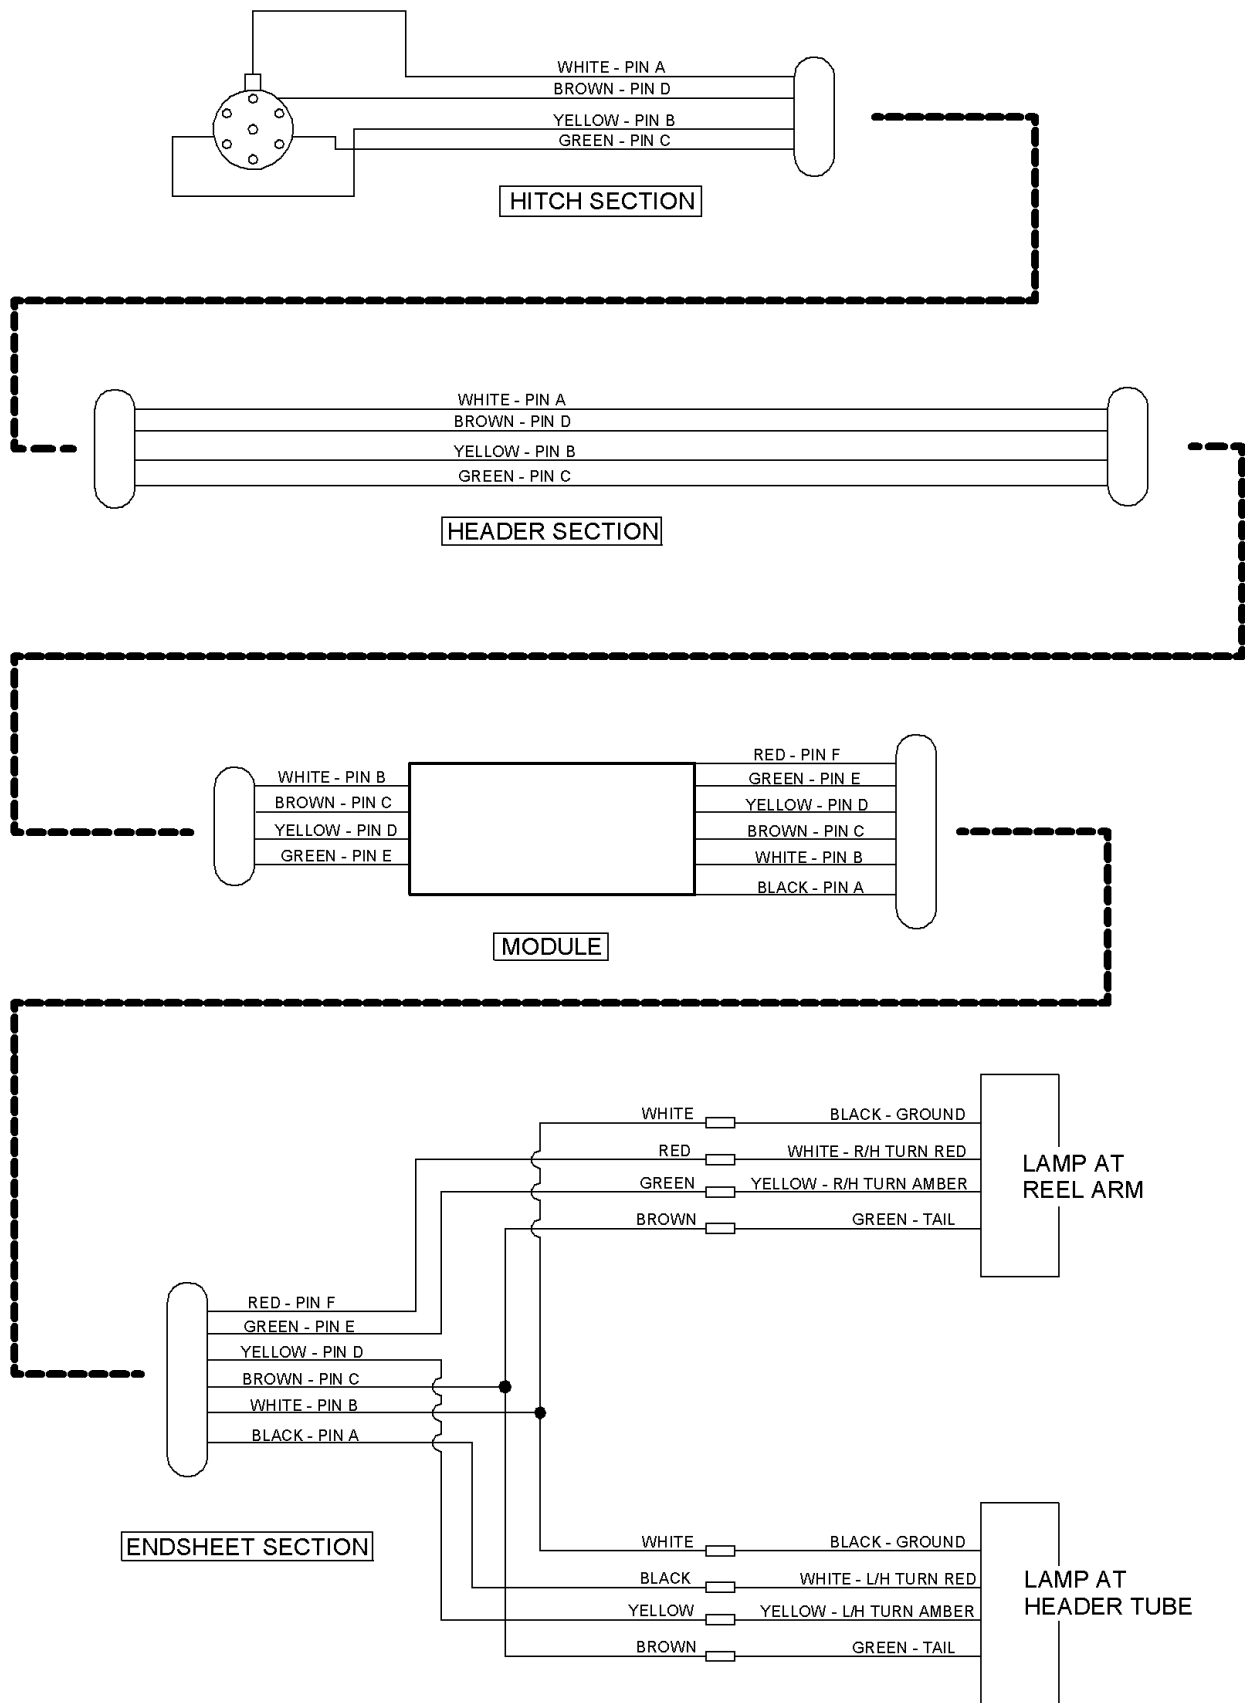 WHITE - PIN A
BROWN - PIN D
YELLOW - PIN B
GREEN - PIN C
HITCH SECTION
WHITE - PIN A
BROWN - PIN D
YELLOW - PIN B
GREEN - PIN C
HEADER SECTION
WHITE - PIN B
BROWN - PIN C
YELLOW - PIN D
GREEN - PIN E
RED - PIN F
GREEN - PIN E
YELLOW - PIN D
BROWN - PIN C
WHITE - PIN B
BLACK - PIN A
MODULE
WHITE
BLACK - GROUND
RED
WHITE - R/H TURN RED
GREEN
YELLOW - R/H TURN AMBER
BROWN
GREEN - TAIL
LAMP AT
REEL ARM
RED - PIN F
GREEN - PIN E
YELLOW - PIN D
BROWN - PIN C
WHITE - PIN B
BLACK - PIN A
ENDSHEET SECTION
WHITE
BLACK - GROUND
BLACK
WHITE - L/H TURN RED
YELLOW
YELLOW - L/H TURN AMBER
BROWN
GREEN - TAIL
LAMP AT
HEADER TUBE